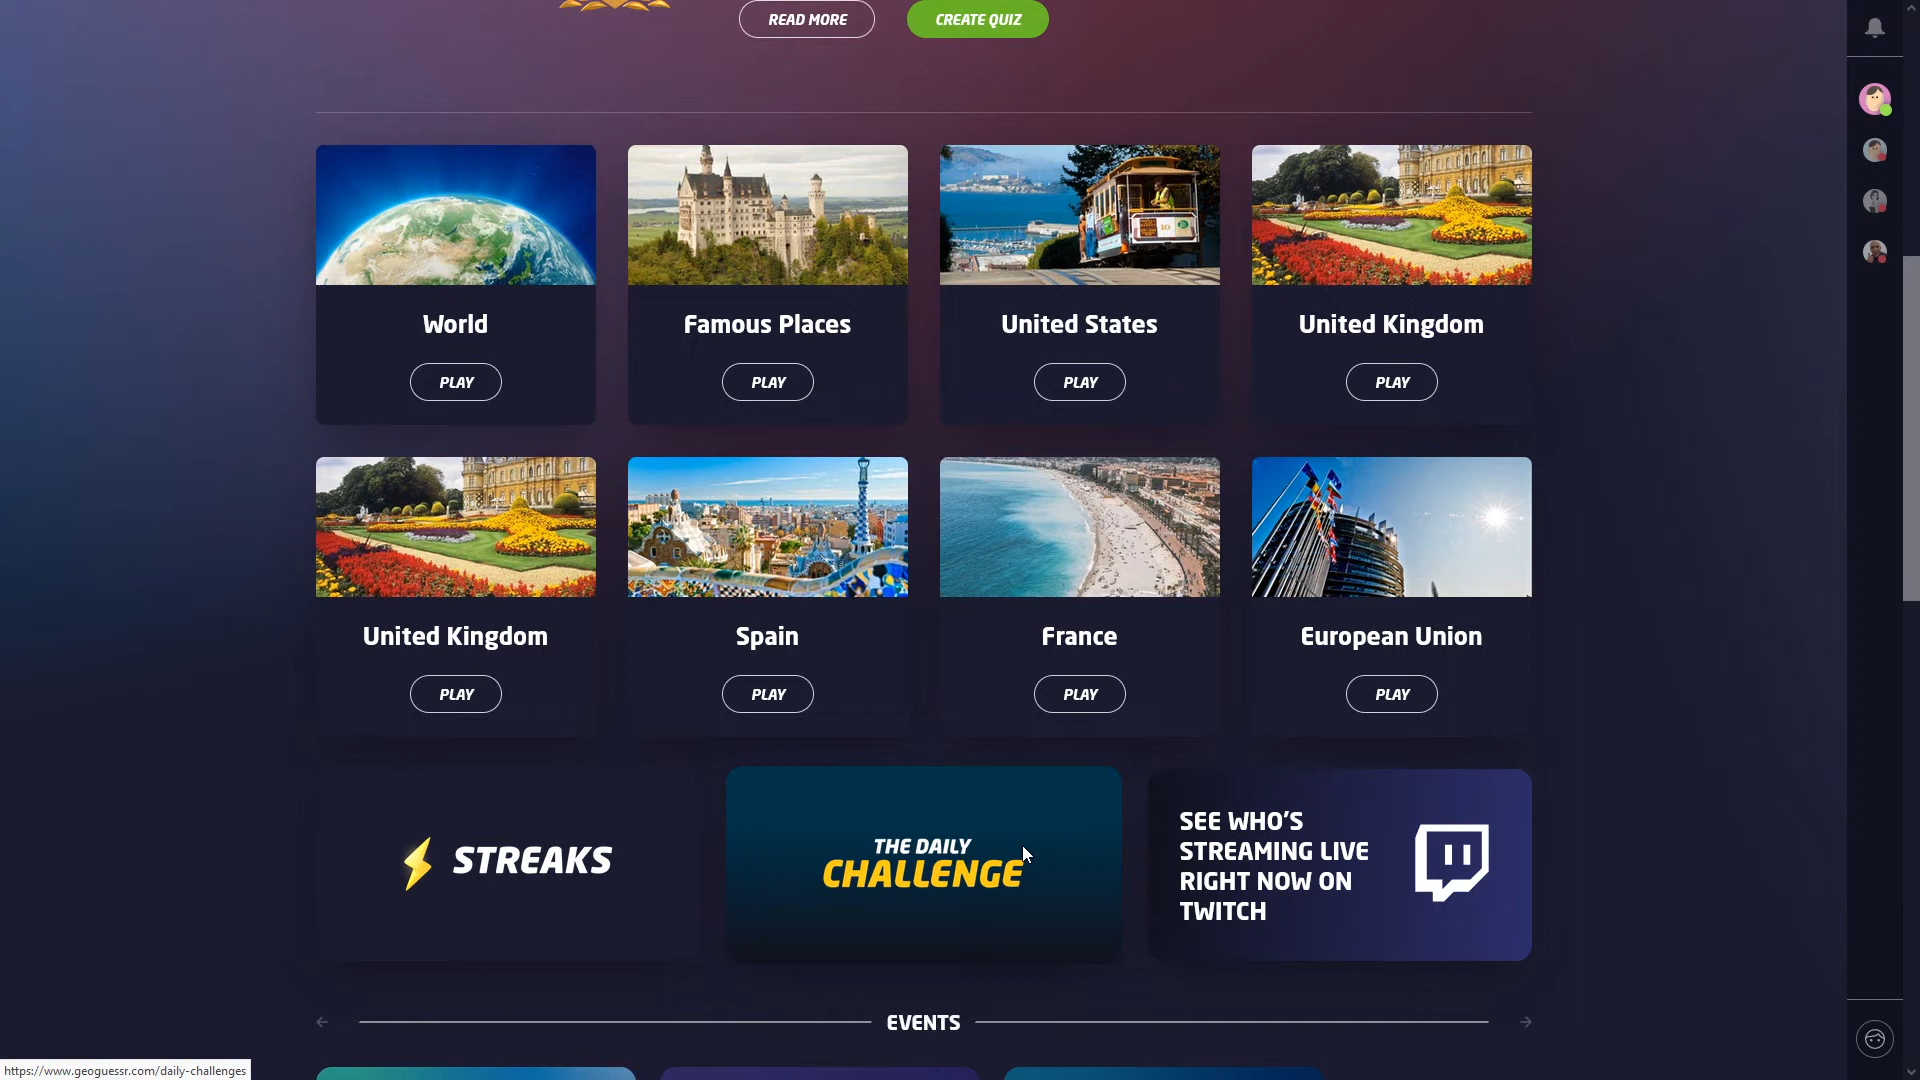 READ MORE
CREATE QUIZ
World
Famous Places
United States
United Kingdom
PLAY
PLAY
PLAY
PLAY
United Kingdom
Spain
France
European Union
PLAY
PLAY
PLAY
PLAY
STREAKS
THE DAILY
CHALLENGE
SEE WHO'S
STREAMING LIVE
RIGHT NOW ON
TWITCH
EVENTS
https://www.geoguessr.com/daily-challenges